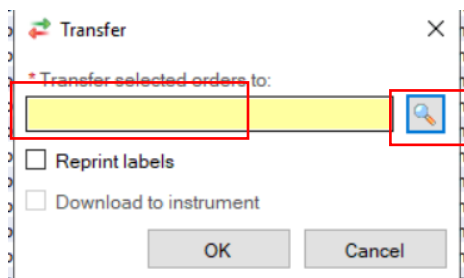 Transfer
* Transfer selected orders to:
Reprint labels
Download to instrument
OK
Cancel